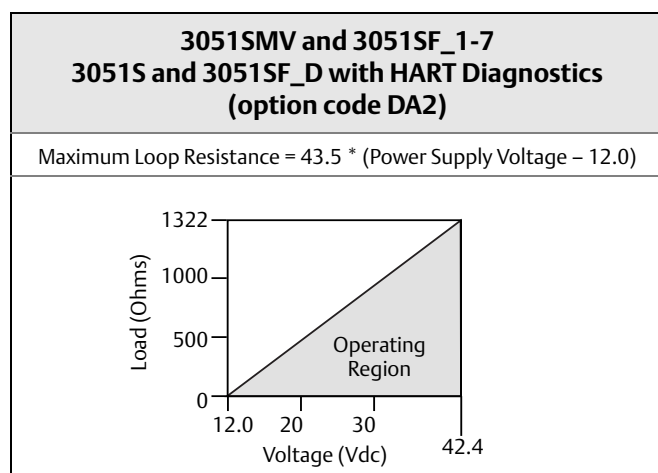 3051SMV and 3051SF_1-7
3051S and 3051SF_D with HART Diagnostics
(option code DA2)
Maximum Loop Resistance = 43.5 * (Power Supply Voltage – 12.0)
1322
1000
500
0
Load (Ohms)
Operating
Region
12.0 20 30 42.4
Voltage (Vdc)